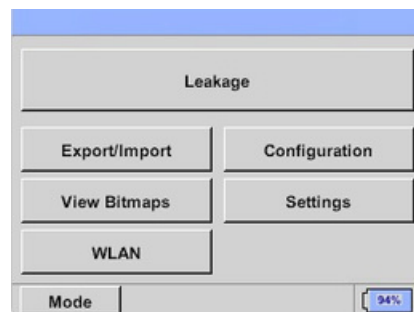 Leakage
Export/Import Configuration
View Bitmaps Settings
WLAN
Mode 94%